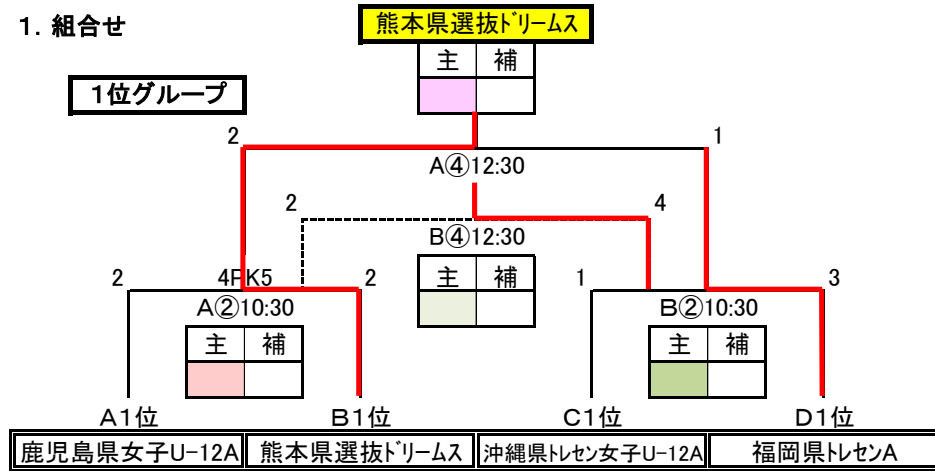 1. 組合せ
熊本県選抜ドリームス
主 補
1位グループ
2 1
A④12:30
2 4
B④12:30
主 補
2 4PK5 2 1 3
A②10:30 B②10:30
主 補 主 補
A1位 B1位 C1位 D1位
鹿児島県女子U-12A 熊本県選抜ドリームス 沖縄県トレセン女子U-12A 福岡県トレセンA